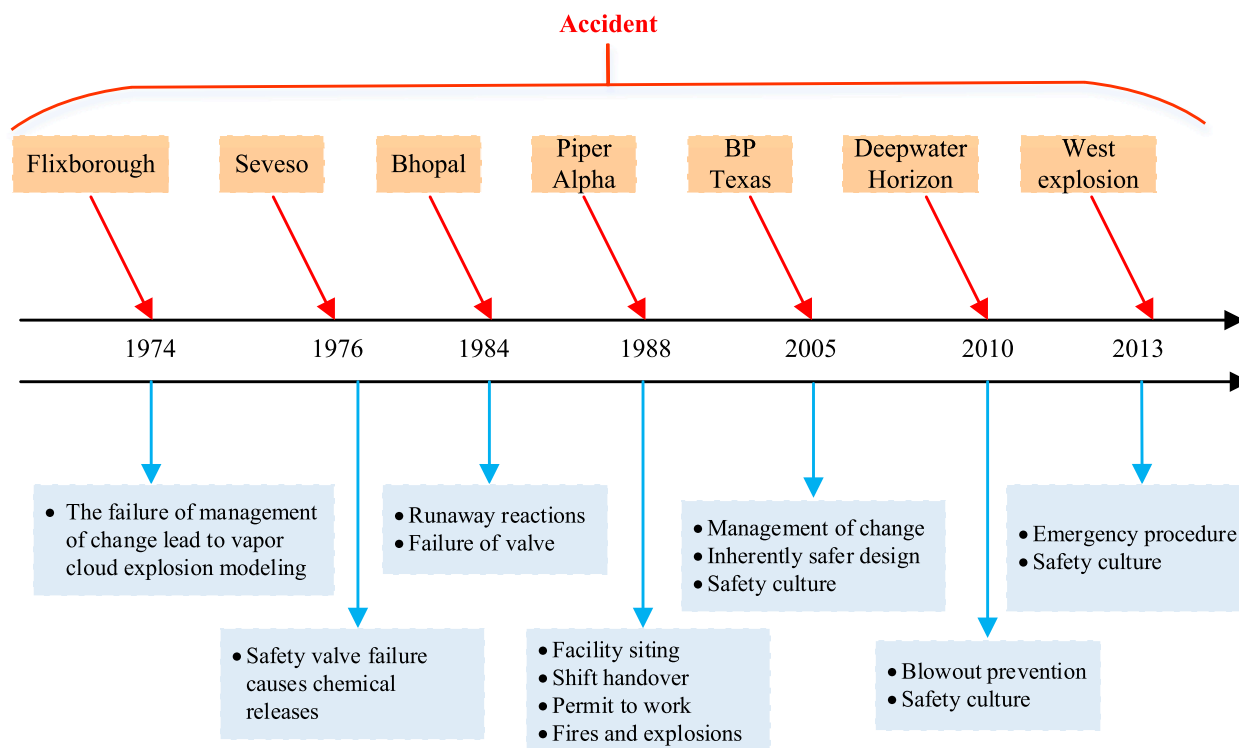 Accident
Flixborough
Seveso
Bhopal
Piper
Alpha
BP
Texas
Deepwater
Horizon
West
explosion
1974
1976
1984
1988
2005
2010
2013
• The failure of management
of change lead to vapor
cloud explosion modeling
• Runaway reactions
• Failure of valve
• Management of change
• Inherently safer design
• Safety culture
• Emergency procedure
• Safety culture
• Safety valve failure
causes chemical
releases
• Facility siting
• Shift handover
• Permit to work
• Fires and explosions
• Blowout prevention
• Safety culture